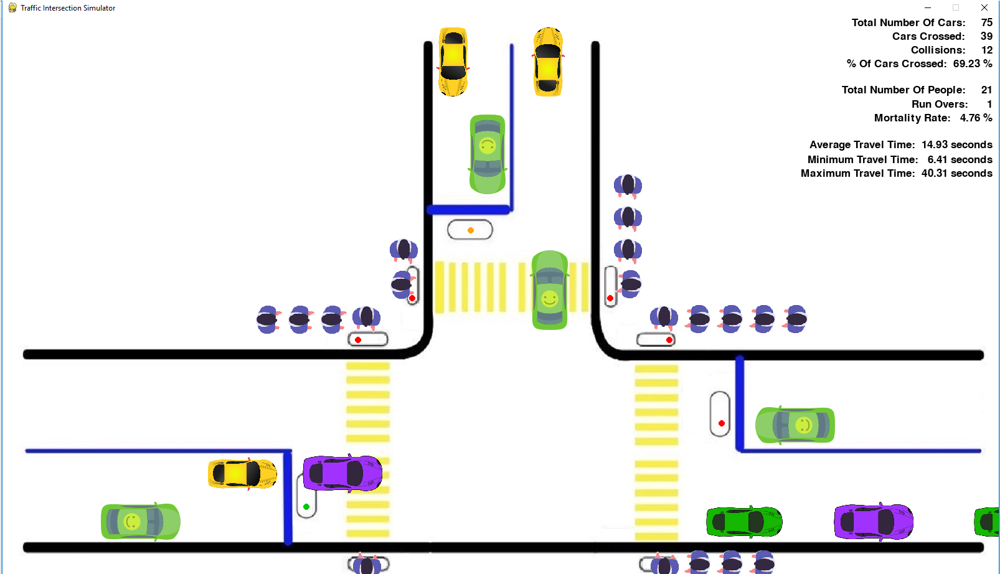 Traffic Intersection Simulator
Total Number Of Cars: 75
Cars Crossed: 39
Collisions: 12
% Of Cars Crossed: 69.23 %
Total Number Of People: 21
Run Overs: 1
Mortality Rate: 4.76 %
Average Travel Time: 14.93 seconds
Minimum Travel Time: 6.41 seconds
Maximum Travel Time: 40.31 seconds